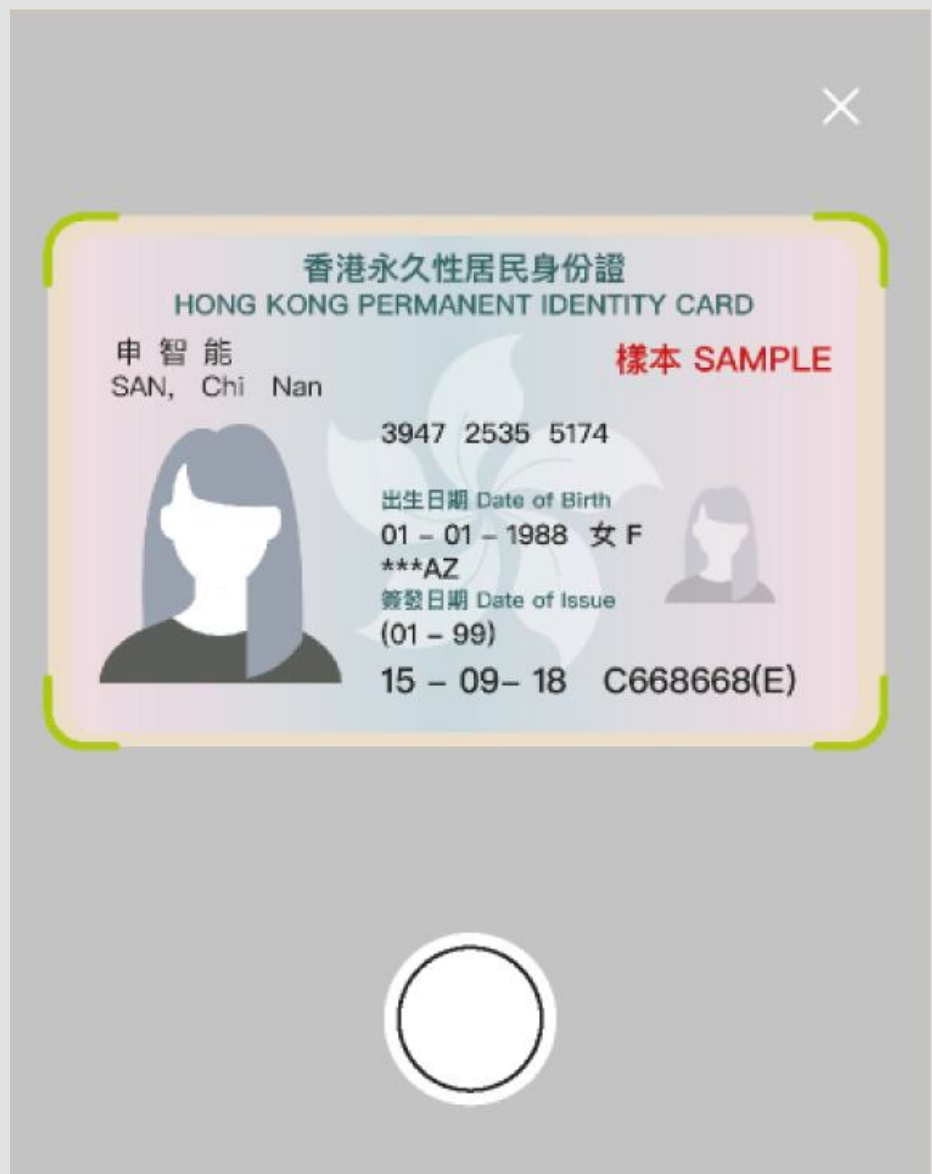 香港永久性居民身份證
HONG KONG PERMANENT IDENTITY CARD
申 智 能
樣本 SAMPLE
SAN, Chi Nan
3947 2535 5174
出生日期 Date of Birth
01 – 01 – 1988 女 F
***AZ
簽發日期 Date of Issue
(01 – 99)
15 – 09– 18 C668668(E)